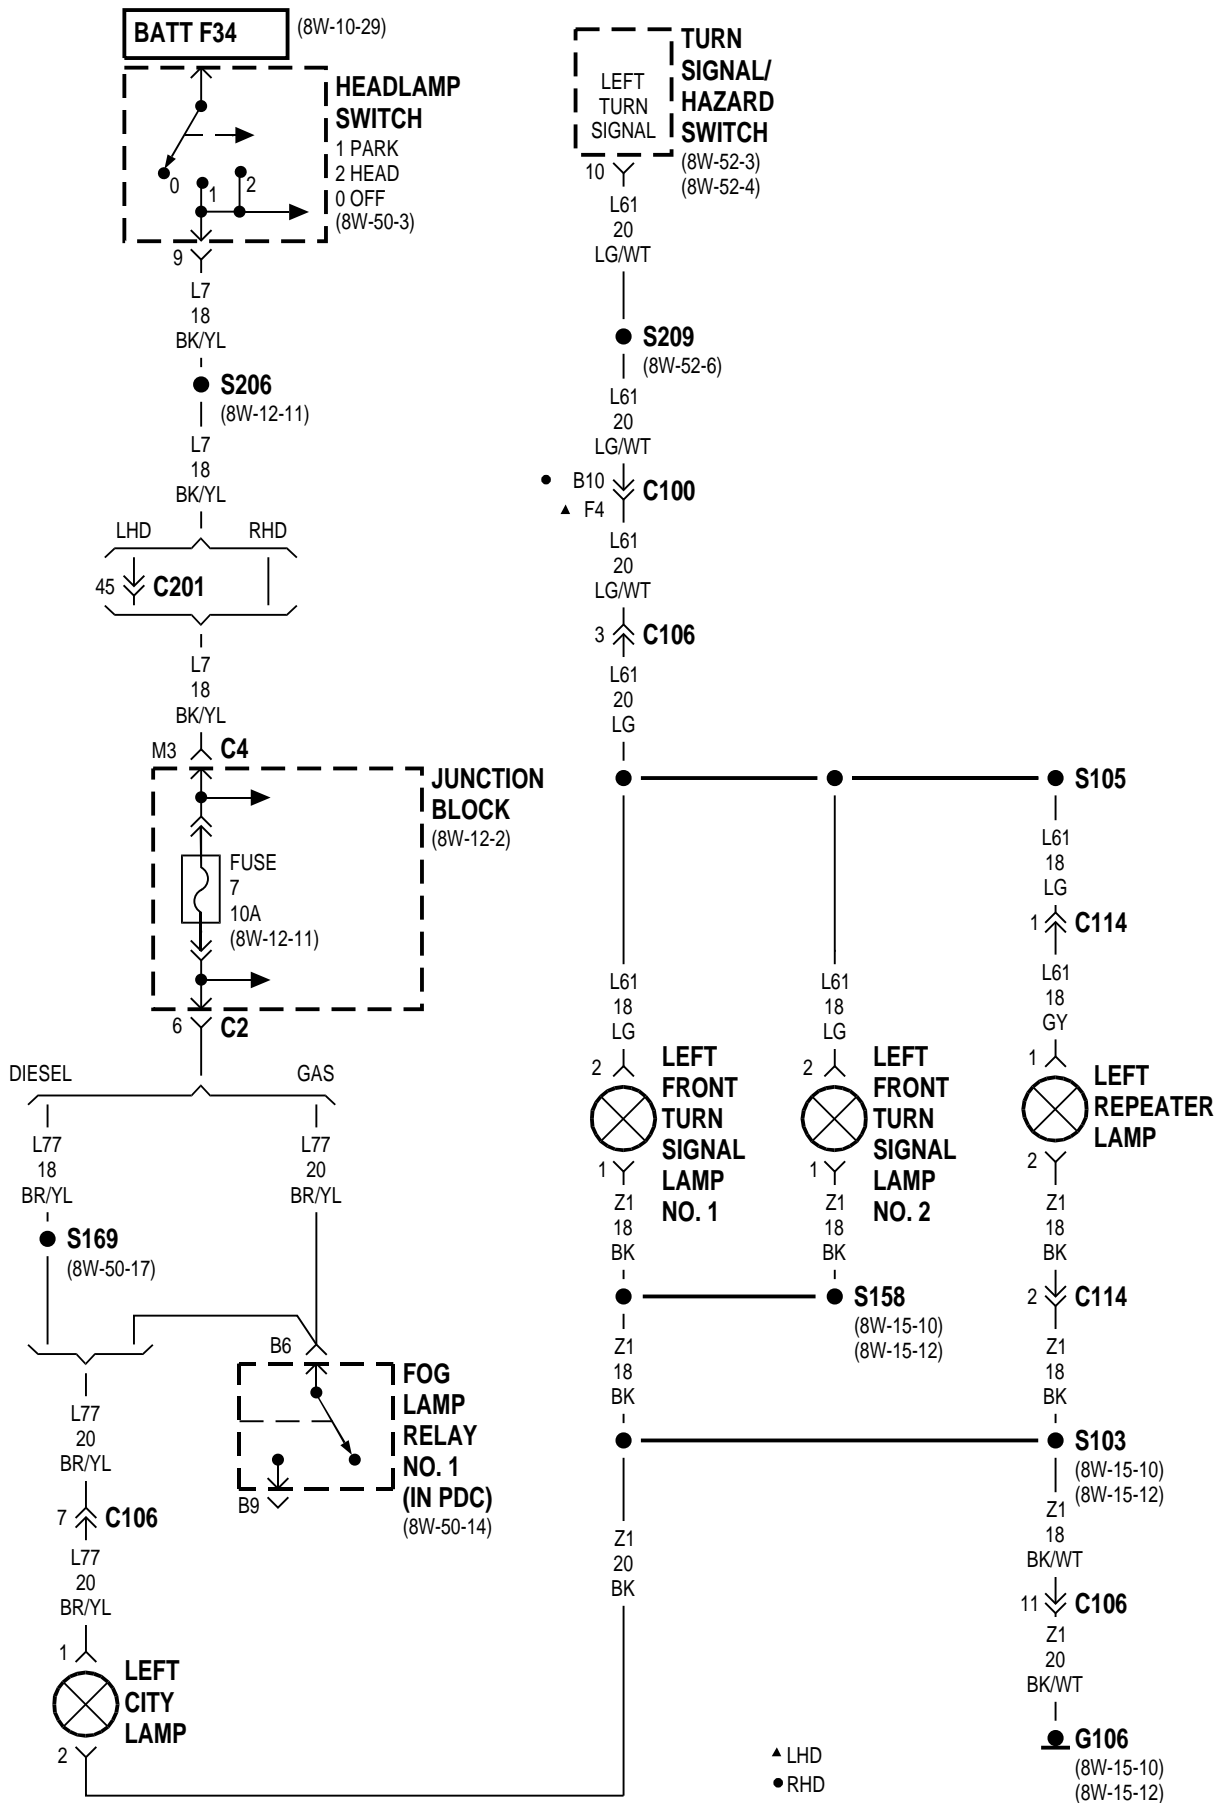 BATT F34
(8W-10-29)
HEADLAMP
SWITCH
1 PARK
2 HEAD
0 OFF
(8W-50-3)
0
1
2
9
L7
18
BK/YL
S206
(8W-12-11)
L7
18
BK/YL
LHD
RHD
45
C201
L7
18
BK/YL
M3
C4
JUNCTION
BLOCK
(8W-12-2)
FUSE
7
10A
(8W-12-11)
6
C2
DIESEL
GAS
L77
18
BR/YL
L77
20
BR/YL
S169
(8W-50-17)
B6
FOG
LAMP
RELAY
NO. 1
(IN PDC)
(8W-50-14)
B9
L77
20
BR/YL
7
C106
L77
20
BR/YL
1
LEFT
CITY
LAMP
2
LEFT
TURN
SIGNAL
TURN
SIGNAL/
HAZARD
SWITCH
(8W-52-3)
(8W-52-4)
10
L61
20
LG/WT
S209
(8W-52-6)
L61
20
LG/WT
B10
F4
C100
L61
20
LG/WT
3
C106
L61
20
LG
S105
L61
18
LG
2
LEFT
FRONT
TURN
SIGNAL
LAMP
NO. 1
1
Z1
18
BK
L61
18
LG
2
LEFT
FRONT
TURN
SIGNAL
LAMP
NO. 2
1
Z1
18
BK
S158
(8W-15-10)
(8W-15-12)
Z1
18
BK
Z1
20
BK
L61
18
LG
1
C114
L61
18
GY
1
LEFT
REPEATER
LAMP
2
Z1
18
BK
2
C114
Z1
18
BK
S103
(8W-15-10)
(8W-15-12)
Z1
18
BK/WT
11
C106
Z1
20
BK/WT
G106
(8W-15-10)
(8W-15-12)
LHD
RHD